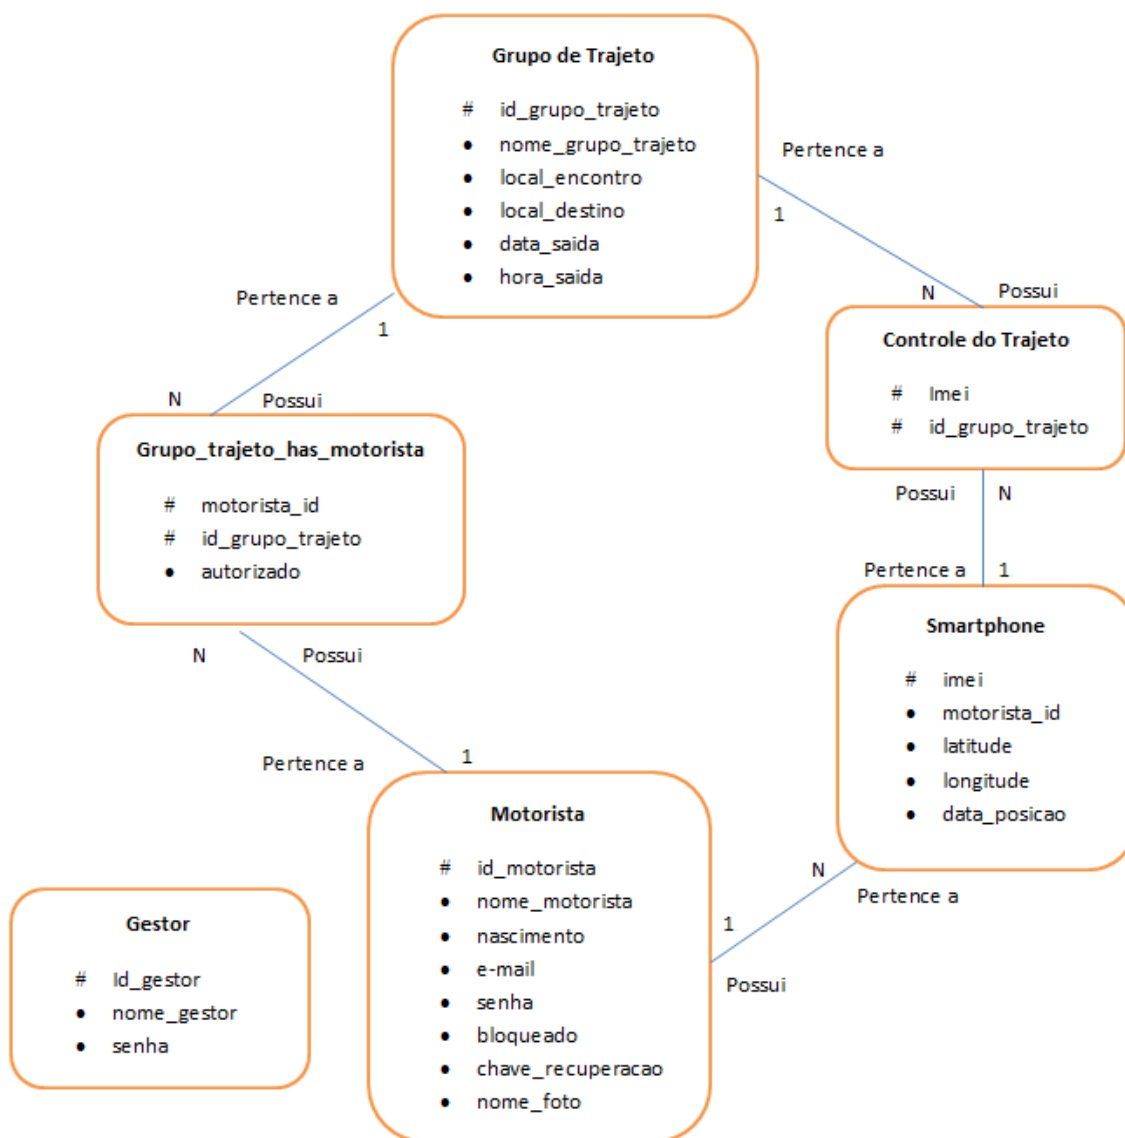 Grupo de Trajeto
# id_grupo_trajeto
• nome_grupo_trajeto
• local_encontro
• local_destino
• data_saida
• hora_saida
Pertence a
1
N
Possui
Controle do Trajeto
# Imei
# id_grupo_trajeto
Pertence a
1
N
Possui
Grupo_trajeto_has_motorista
# motorista_id
# id_grupo_trajeto
• autorizado
Possui
N
Pertence a
1
Smartphone
# imei
• motorista_id
• latitude
• longitude
• data_posicao
N
Possui
Pertence a
1
Motorista
# id_motorista
• nome_motorista
• nascimento
• e-mail
• senha
• bloqueado
• chave_recuperacao
• nome_foto
N
Pertence a
1
Possui
Gestor
# Id_gestor
• nome_gestor
• senha